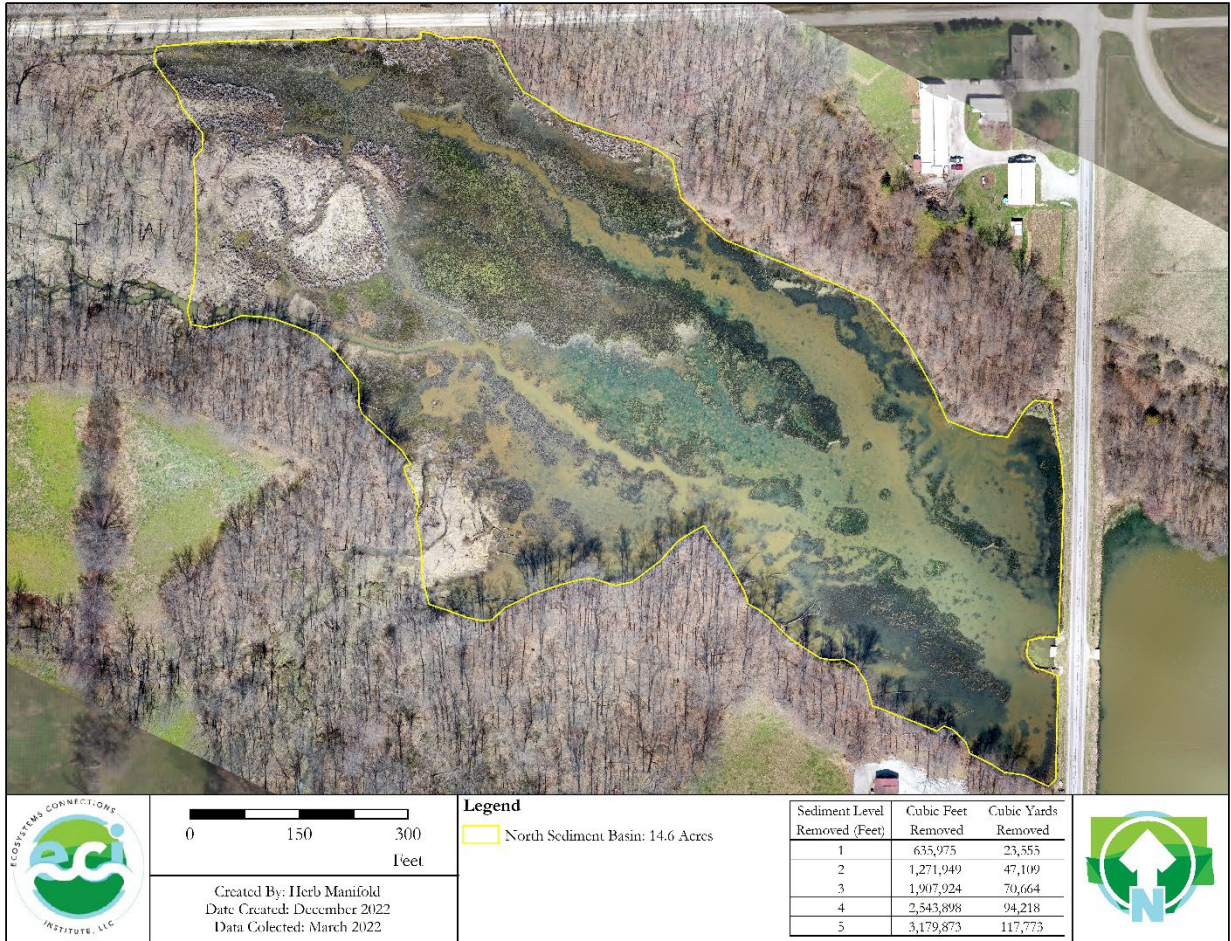 ECOSYSTEMS CONNECTIONS
eci
INSTITUTE, LLC
0 150 300
Feet
Created By: Herb Manifold
Date Created: December 2022
Data Colected: March 2022
Legend
North Sediment Basin: 14.6 Acres
Sediment Level Cubic Feet Cubic Yards
Removed (Feet) Removed Removed
1 635,975 23,555
2 1,271,949 47,109
3 1,907,924 70,664
4 2,543,898 94,218
5 3,179,873 117,773
N